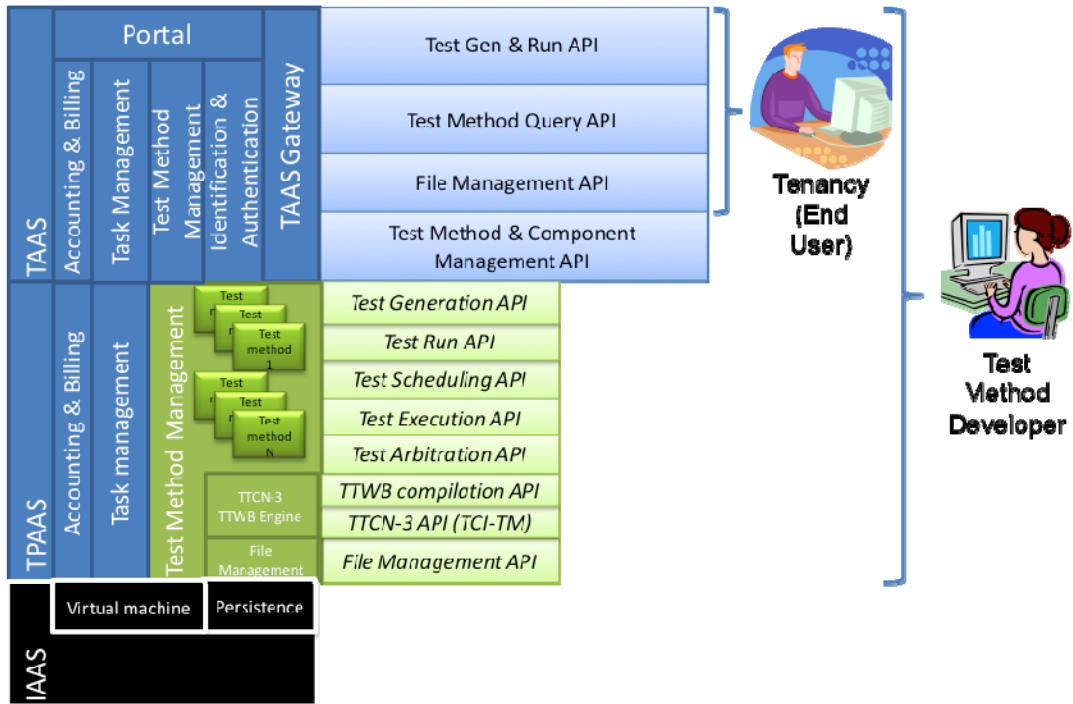 Portal
TAAS
Accounting & Billing
Task Management
Test Method
Management
Identification &
Authentication
TAAS Gateway
Test Gen & Run API
Test Method Query API
File Management API
Test Method & Component
Management API
Tenancy
(End
User)
Test
Method
Developer
TPAAS
Accounting & Billing
Task management
Test Method Management
Test
Test
Test
method
1
Test
Test
Test
method
N
TTCN-3
TTWB Engine
File
Management
Test Generation API
Test Run API
Test Scheduling API
Test Execution API
Test Arbitration API
TTWB compilation API
TTCN-3 API (TCI-TM)
File Management API
IAAS
Virtual machine
Persistence